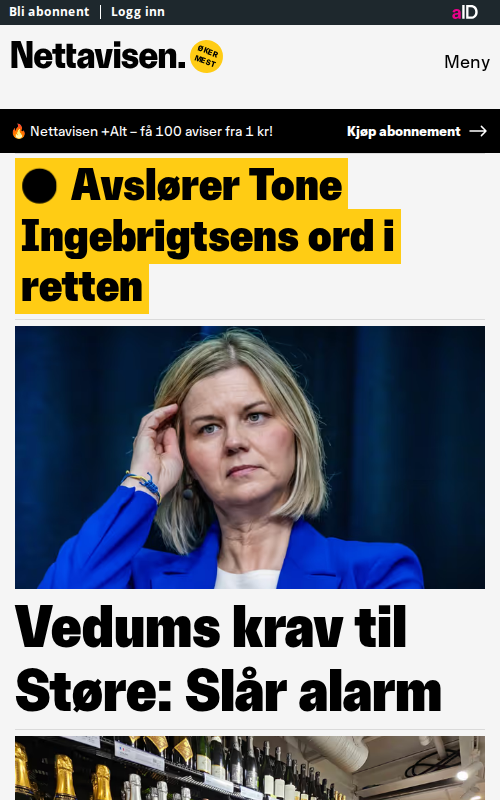 Bli abonnent | Logg inn
aID
Nettavisen.
ØKER
MEST
Meny
Nettavisen +Alt – få 100 aviser fra 1 kr!
Kjøp abonnement
Avslører Tone
Ingebrigtsens ord i
retten
Vedums krav til
Støre: Slår alarm